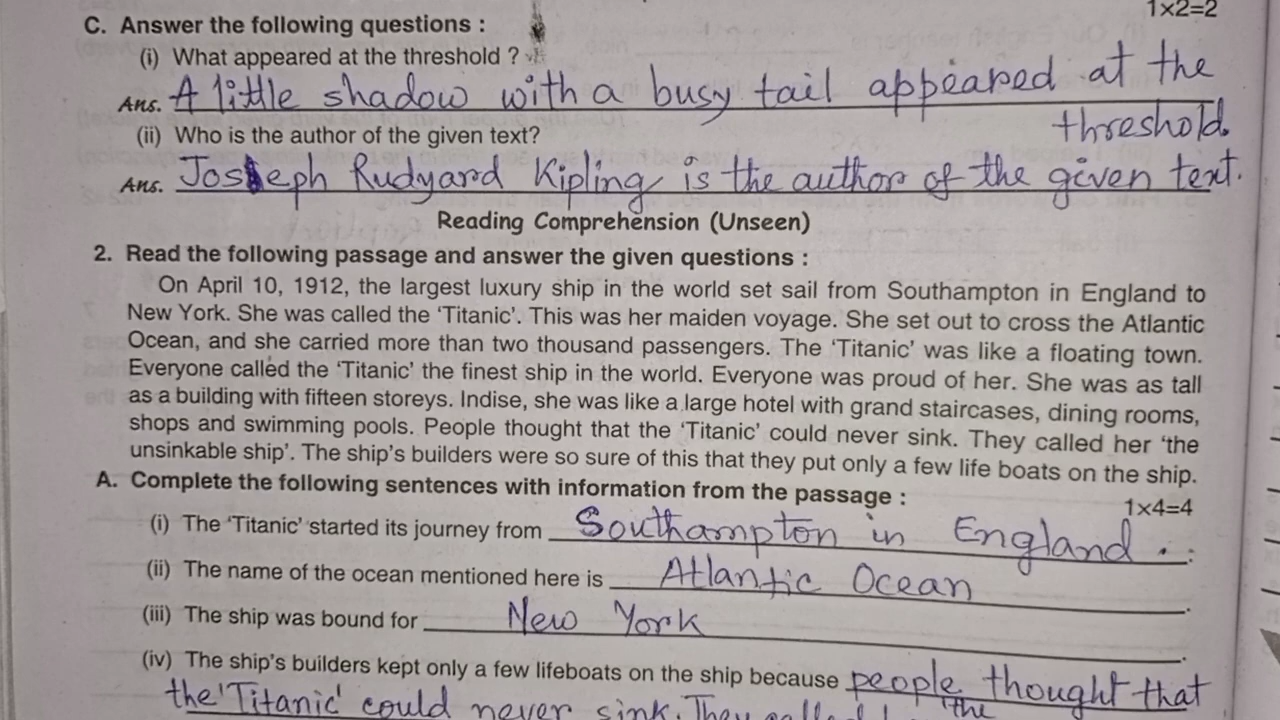 1x2=2
C. Answer the following questions :
(i) What appeared at the threshold ?
Ans. A little shadow with a busy tail appeared at the
threshold.
(ii) Who is the author of the given text?
Ans. Joseph Rudyard Kipling is the author of the given text.
Reading Comprehension (Unseen)
2. Read the following passage and answer the given questions :
On April 10, 1912, the largest luxury ship in the world set sail from Southampton in England to
New York. She was called the 'Titanic'. This was her maiden voyage. She set out to cross the Atlantic
Ocean, and she carried more than two thousand passengers. The 'Titanic' was like a floating town.
Everyone called the 'Titanic' the finest ship in the world. Everyone was proud of her. She was as tall
as a building with fifteen storeys. Indise, she was like a large hotel with grand staircases, dining rooms,
shops and swimming pools. People thought that the 'Titanic' could never sink. They called her 'the
unsinkable ship'. The ship's builders were so sure of this that they put only a few life boats on the ship.
A. Complete the following sentences with information from the passage :
1x4=4
(i) The 'Titanic' started its journey from Southampton in England.
(ii) The name of the ocean mentioned here is Atlantic Ocean.
(iii) The ship was bound for New York.
(iv) The ship's builders kept only a few lifeboats on the ship because people thought that
the 'Titanic' could never sink. They called the